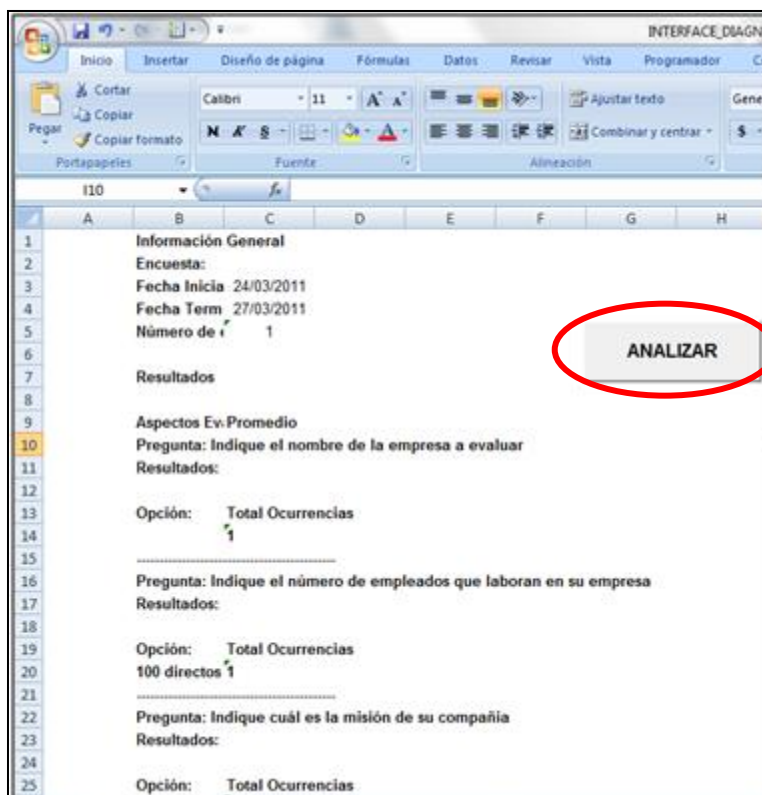 INTERFACE_DIAGN
Inicio Insertar Diseño de página Fórmulas Datos Revisar Vista Programador C
Cortar
Copiar
Copiar formato
Pegar
Calibri 11 A A
N K S A
Ajustar texto
Combinar y centrar
Gene
$
Portapapeles Fuente Alineación
I10 fx
A B C D E F G H
1 Información General
2 Encuesta:
3 Fecha Inicia 24/03/2011
4 Fecha Term 27/03/2011
5 Número de 1
6 ANALIZAR
7 Resultados
8
9 Aspectos Ev Promedio
10 Pregunta: Indique el nombre de la empresa a evaluar
11 Resultados:
12
13 Opción: Total Ocurrencias
14 1
15 ----------------------------------------
16 Pregunta: Indique el número de empleados que laboran en su empresa
17 Resultados:
18
19 Opción: Total Ocurrencias
20 100 directos 1
21 ----------------------------------------
22 Pregunta: Indique cuál es la misión de su compañia
23 Resultados:
24
25 Opción: Total Ocurrencias